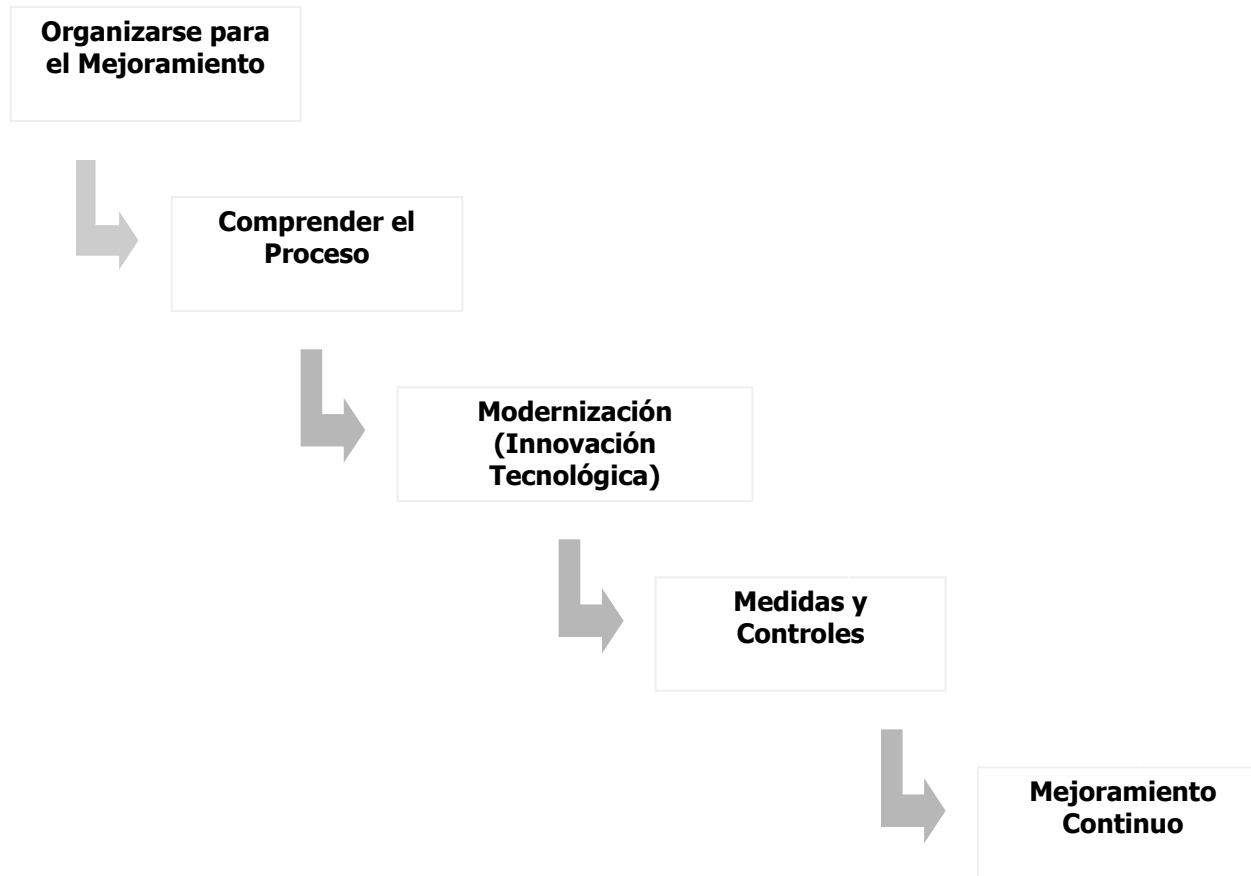 Organizarse para
el Mejoramiento
Comprender el
Proceso
Modernización
(Innovación
Tecnológica)
Medidas y
Controles
Mejoramiento
Continuo